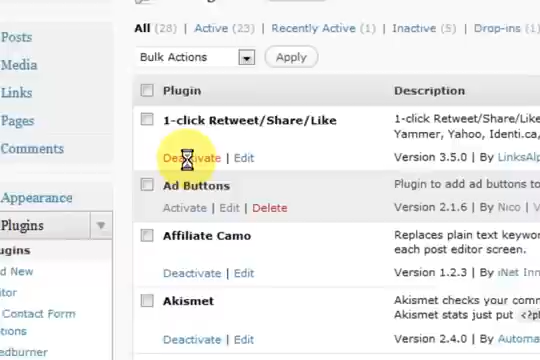 All (28) | Active (23) | Recently Active (1) | Inactive (5) | Drop-ins (1)
Bulk Actions Apply
Posts
Media
Links
Pages
Comments
Appearance
Plugins
ugins
d New
itor
Contact Form
tions
edburner
Plugin Description
1-click Retweet/Share/Like 1-click Retweet/Share/Like
Yammer, Yahoo, Identi.ca,
Deactivate | Edit Version 3.5.0 | By LinksAlp
Ad Buttons Plugin to add ad buttons to
Activate | Edit | Delete Version 2.1.6 | By Nico | V
Affiliate Camo Replaces plain text keywor
each post editor screen.
Deactivate | Edit Version 1.2.3 | By iNet Inn
Akismet Akismet checks your comm
Akismet stats just put <?p
Deactivate | Edit Version 2.4.0 | By Automa